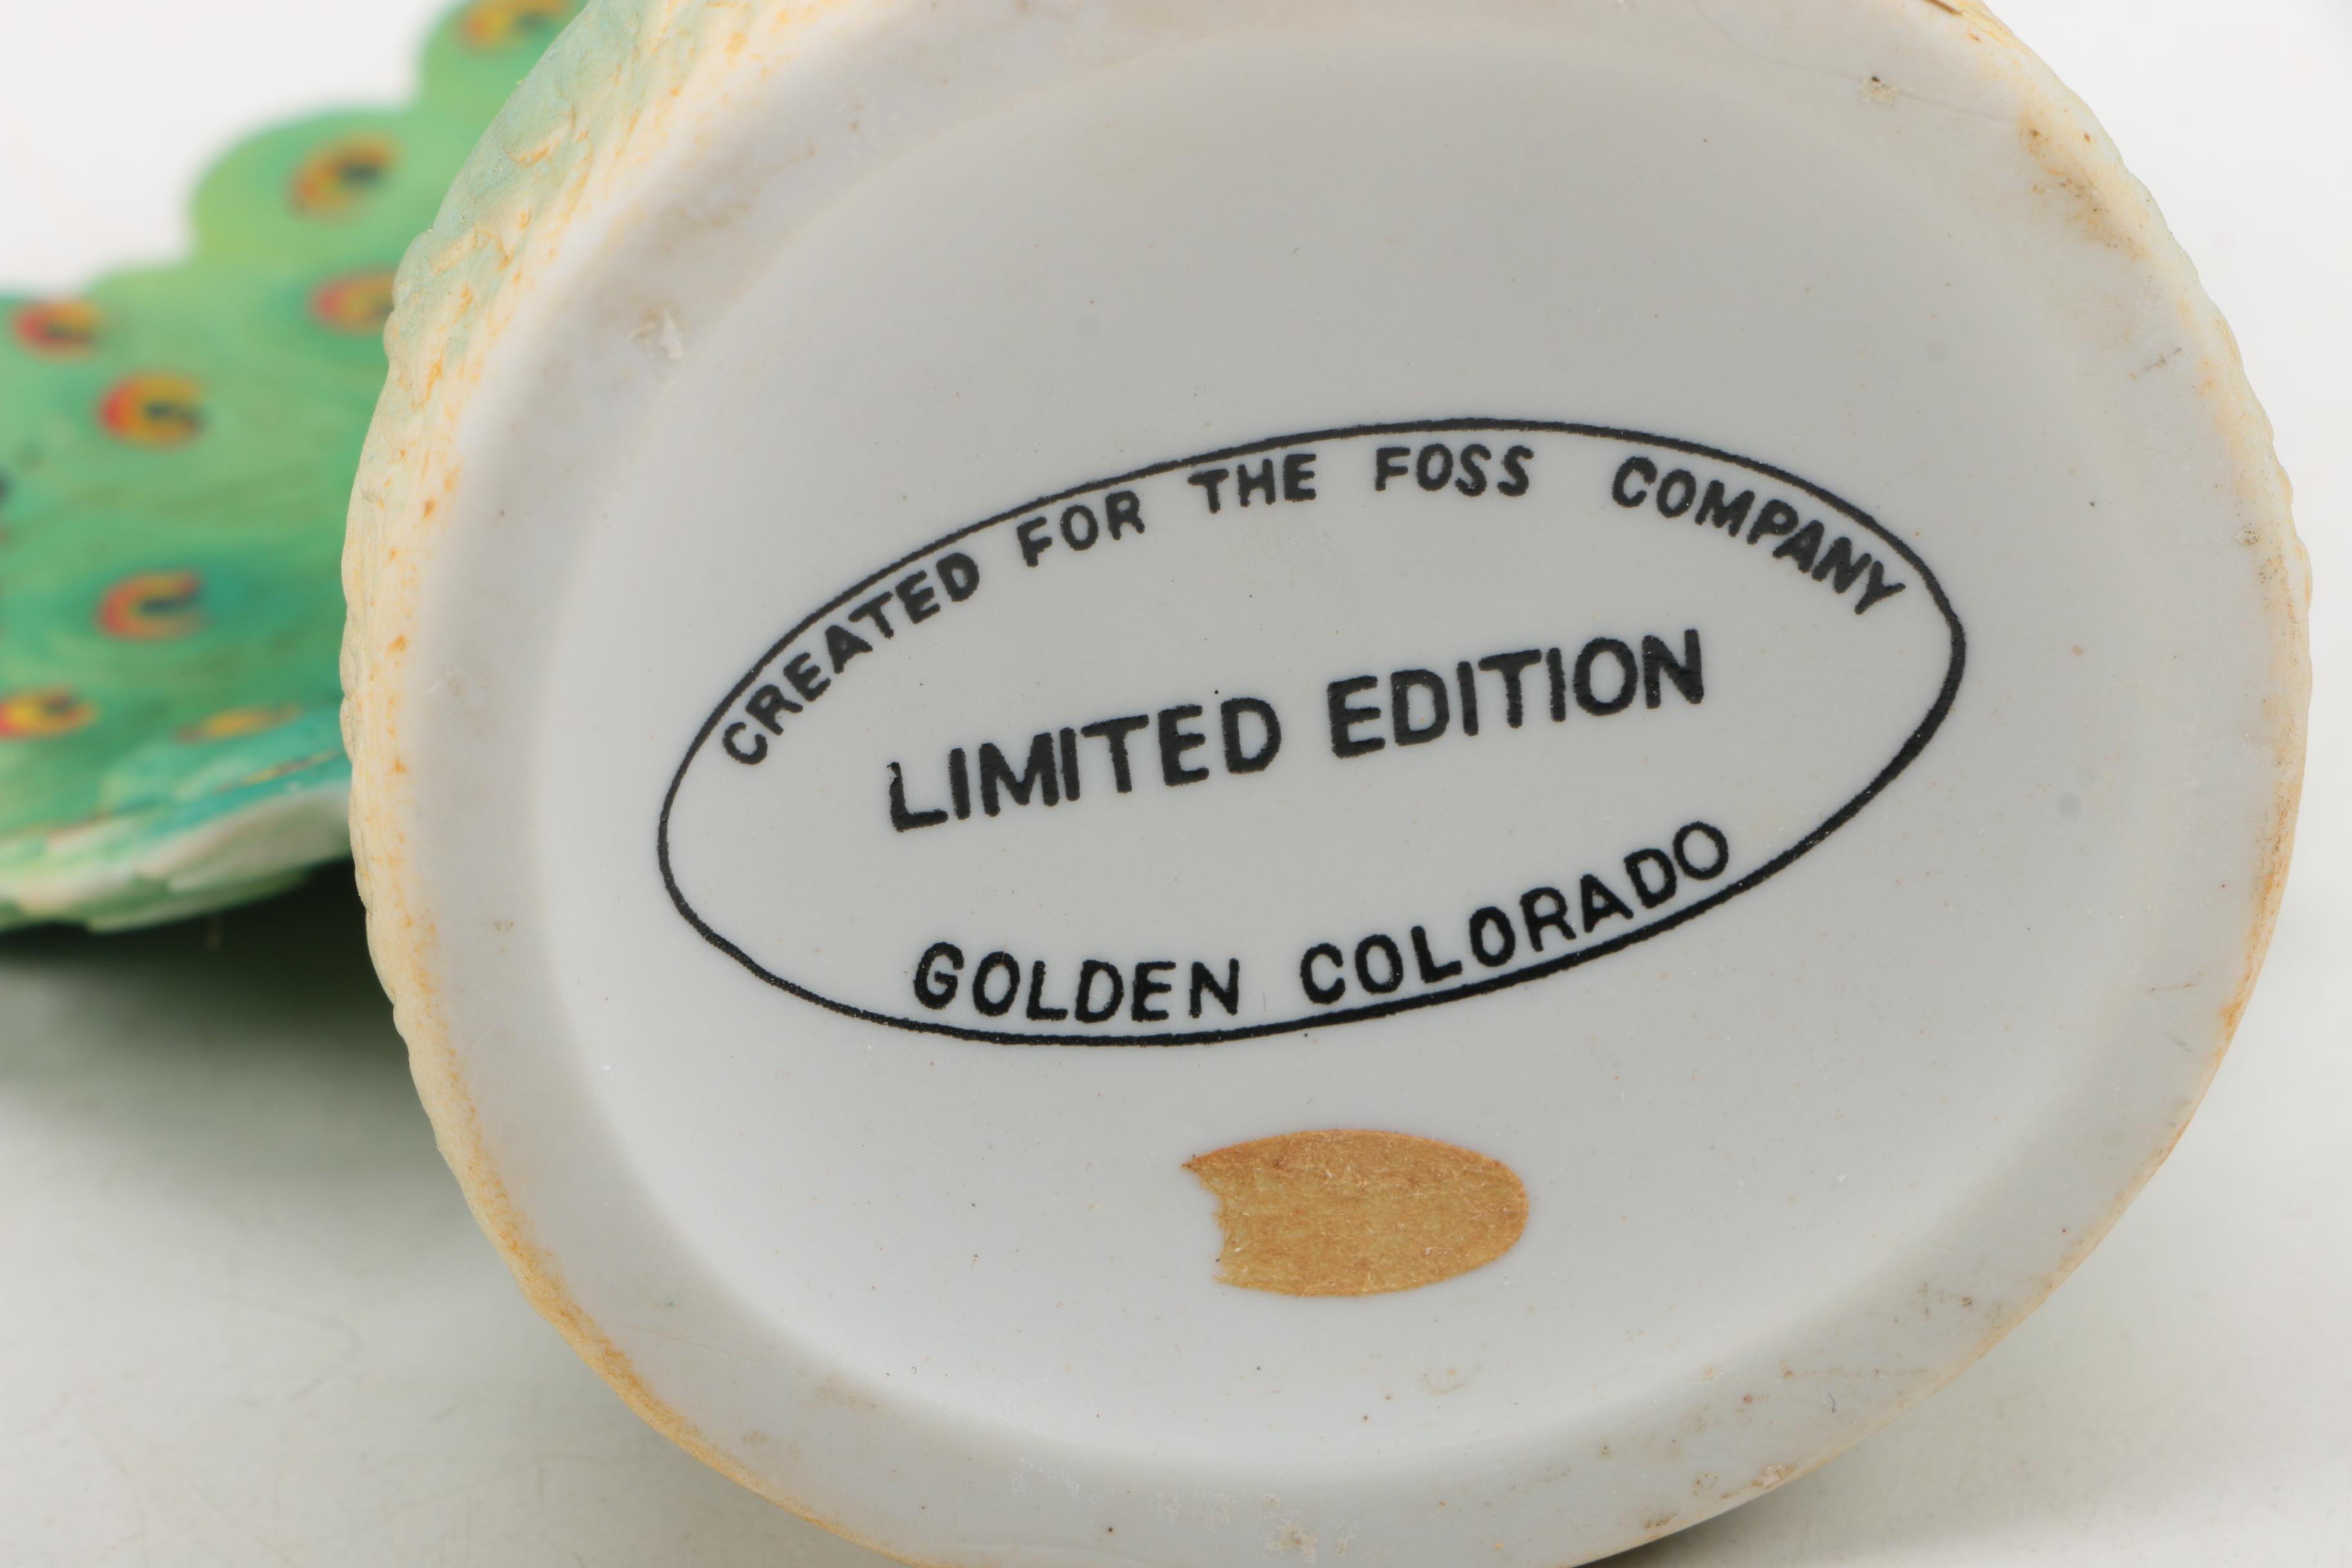 CREATED FOR THE FOSS COMPANY
LIMITED EDITION
GOLDEN COLORADO